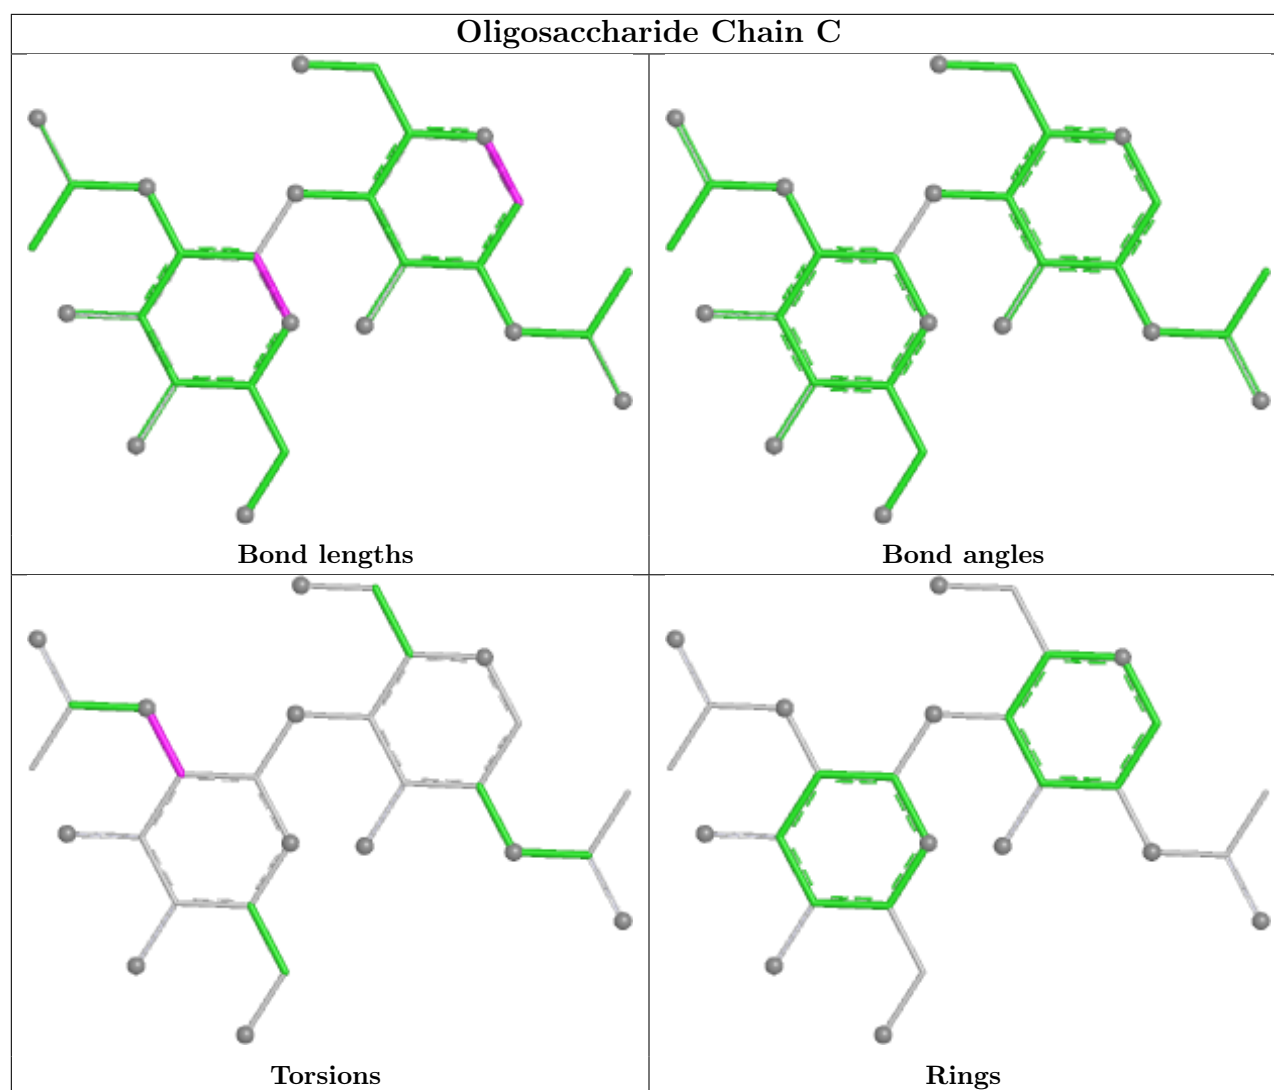 Oligosaccharide Chain C
Bond lengths
Bond angles
Torsions
Rings